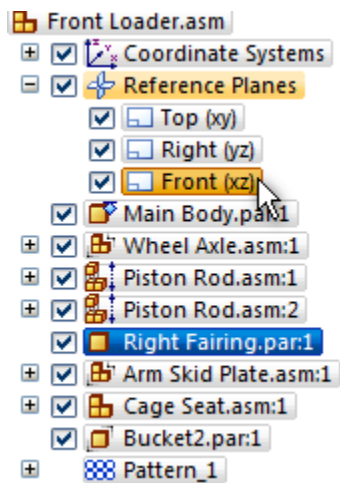 Front Loader.asm
Coordinate Systems
Reference Planes
Top (xy)
Right (yz)
Front (xz)
Main Body.par:1
Wheel Axle.asm:1
Piston Rod.asm:1
Piston Rod.asm:2
Right Fairing.par:1
Arm Skid Plate.asm:1
Cage Seat.asm:1
Bucket2.par:1
Pattern_1